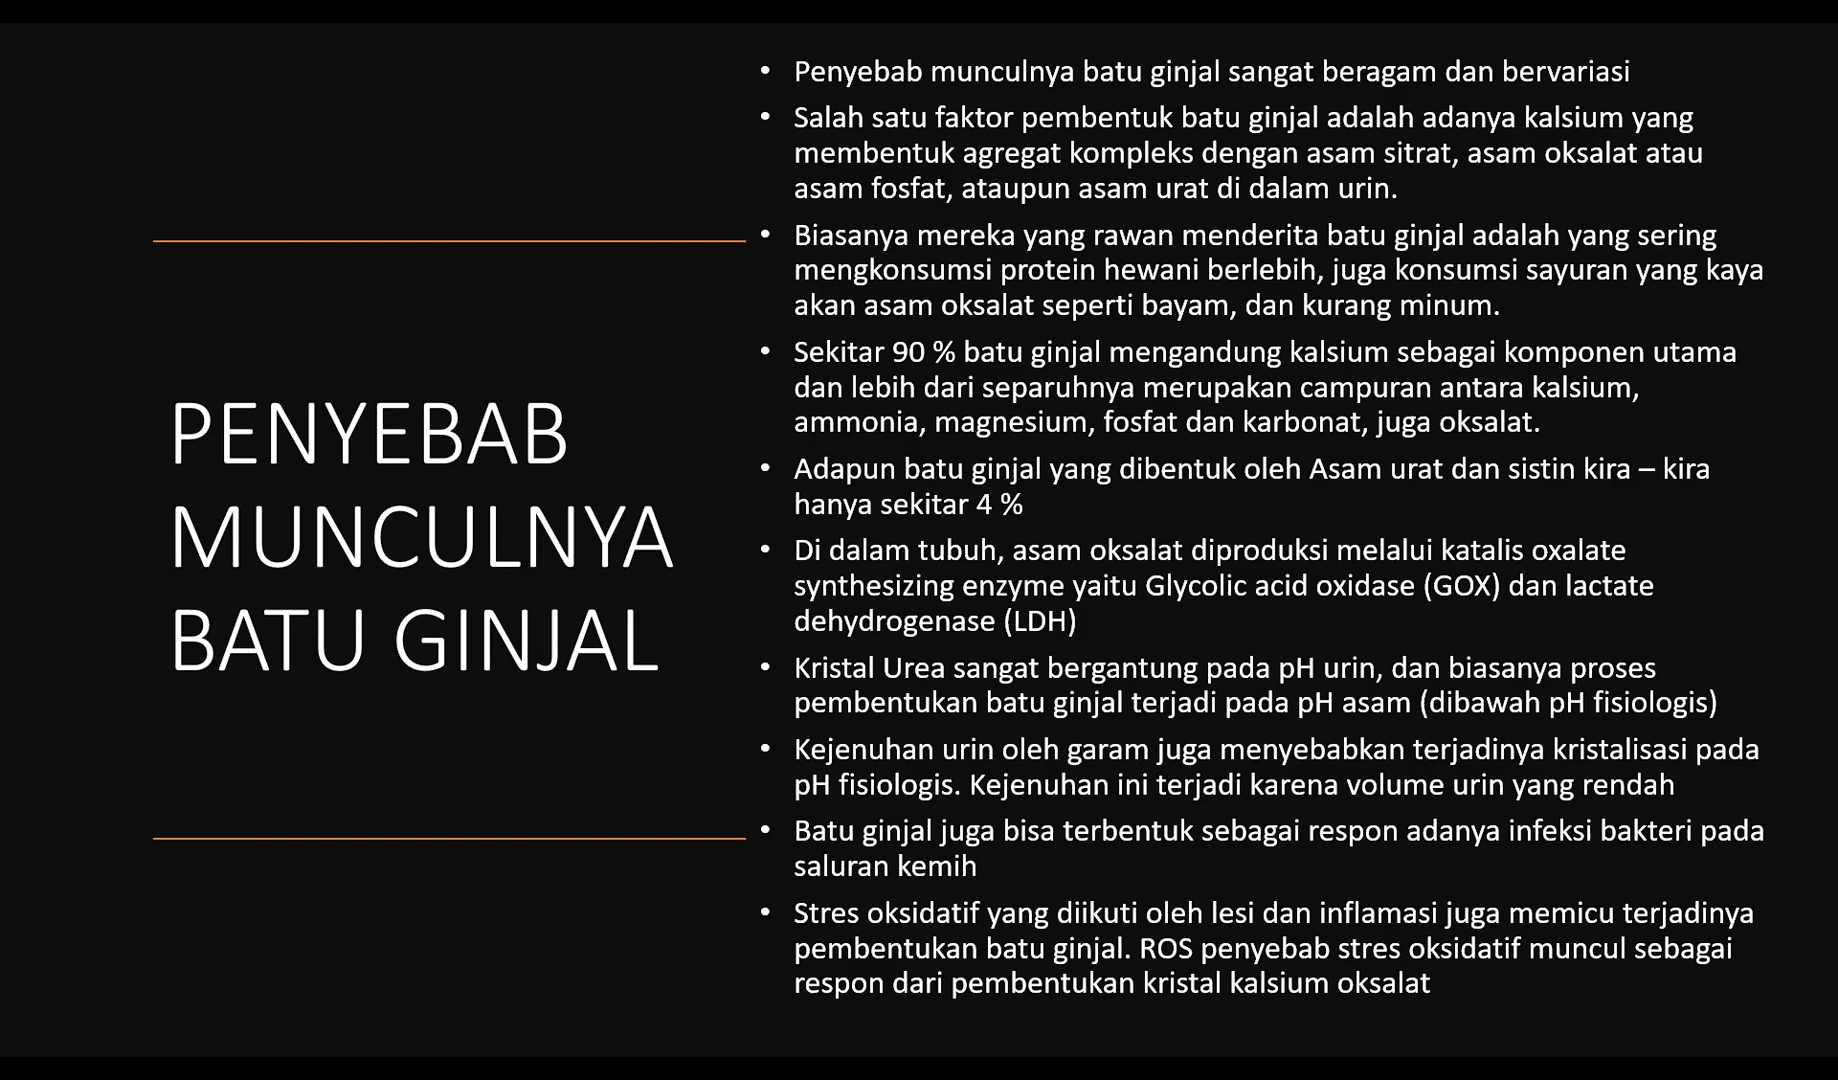 PENYEBAB
MUNCULNYA
BATU GINJAL
• Penyebab munculnya batu ginjal sangat beragam dan bervariasi
• Salah satu faktor pembentuk batu ginjal adalah adanya kalsium yang
membentuk agregat kompleks dengan asam sitrat, asam oksalat atau
asam fosfat, ataupun asam urat di dalam urin.
• Biasanya mereka yang rawan menderita batu ginjal adalah yang sering
mengkonsumsi protein hewani berlebih, juga konsumsi sayuran yang kaya
akan asam oksalat seperti bayam, dan kurang minum.
• Sekitar 90 % batu ginjal mengandung kalsium sebagai komponen utama
dan lebih dari separuhnya merupakan campuran antara kalsium,
ammonia, magnesium, fosfat dan karbonat, juga oksalat.
• Adapun batu ginjal yang dibentuk oleh Asam urat dan sistin kira – kira
hanya sekitar 4 %
• Di dalam tubuh, asam oksalat diproduksi melalui katalis oxalate
synthesizing enzyme yaitu Glycolic acid oxidase (GOX) dan lactate
dehydrogenase (LDH)
• Kristal Urea sangat bergantung pada pH urin, dan biasanya proses
pembentukan batu ginjal terjadi pada pH asam (dibawah pH fisiologis)
• Kejenuhan urin oleh garam juga menyebabkan terjadinya kristalisasi pada
pH fisiologis. Kejenuhan ini terjadi karena volume urin yang rendah
• Batu ginjal juga bisa terbentuk sebagai respon adanya infeksi bakteri pada
saluran kemih
• Stres oksidatif yang diikuti oleh lesi dan inflamasi juga memicu terjadinya
pembentukan batu ginjal. ROS penyebab stres oksidatif muncul sebagai
respon dari pembentukan kristal kalsium oksalat